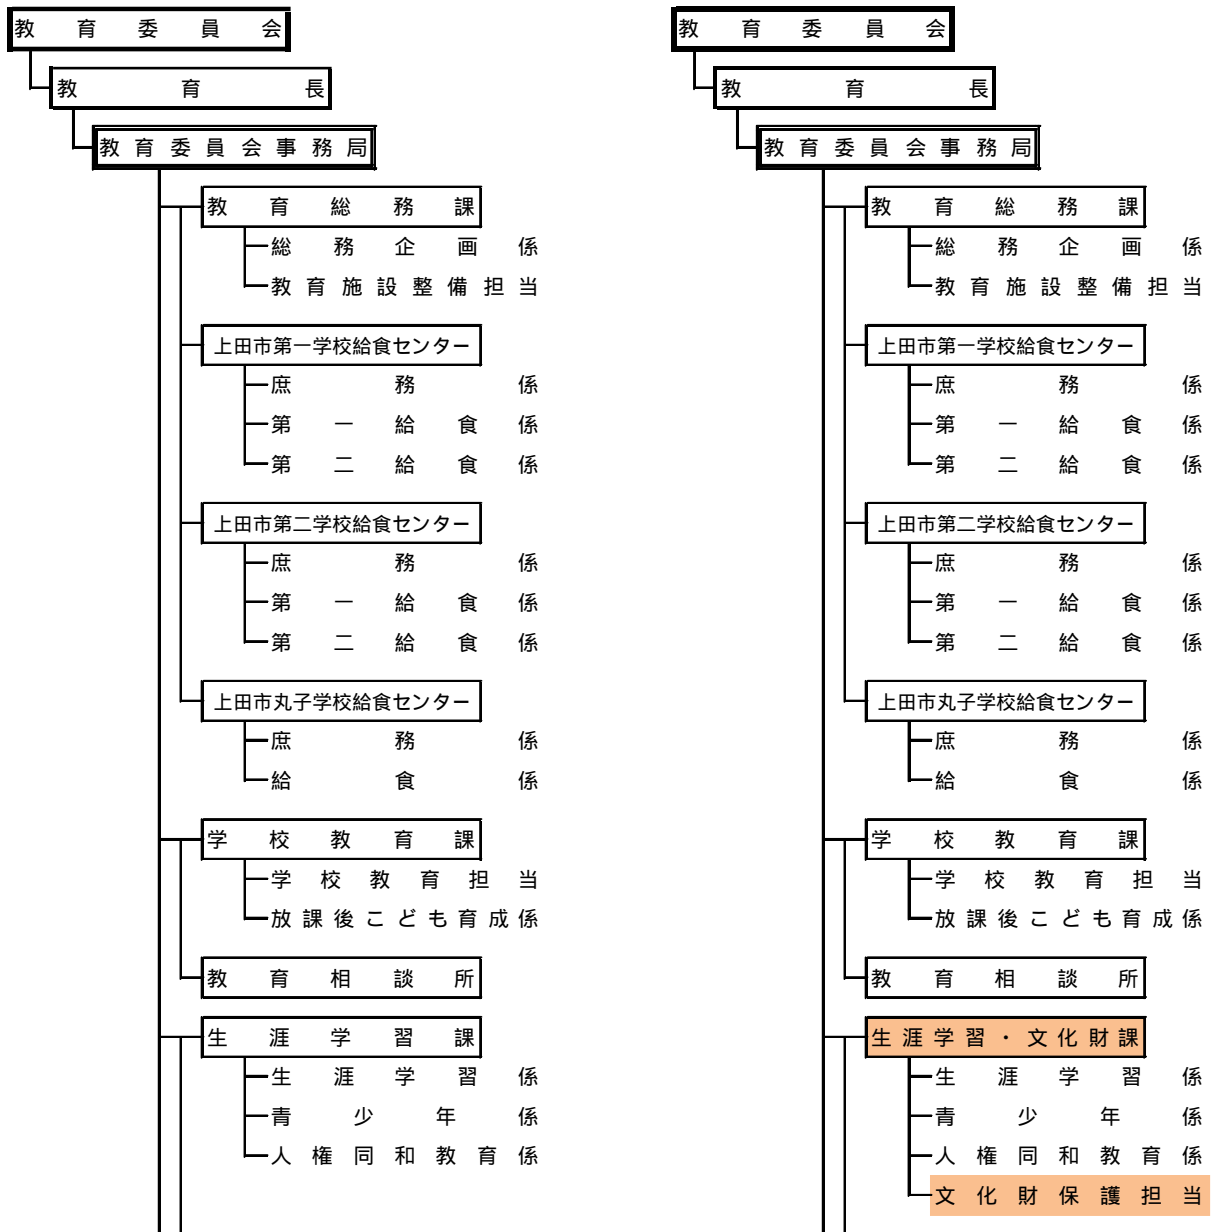 教育委員会
教育長
教育委員会事務局
教育総務課
総務企画係
教育施設整備担当
上田市第一学校給食センター
庶務係
第一給食係
第二給食係
上田市第二学校給食センター
庶務係
第一給食係
第二給食係
上田市丸子学校給食センター
庶務係
給食係
学校教育課
学校教育担当
放課後こども育成係
教育相談所
生涯学習課
生涯学習係
青少年係
人権同和教育係
教育委員会
教育長
教育委員会事務局
教育総務課
総務企画係
教育施設整備担当
上田市第一学校給食センター
庶務係
第一給食係
第二給食係
上田市第二学校給食センター
庶務係
第一給食係
第二給食係
上田市丸子学校給食センター
庶務係
給食係
学校教育課
学校教育担当
放課後こども育成係
教育相談所
生涯学習・文化財課
生涯学習係
青少年係
人権同和教育係
文化財保護担当